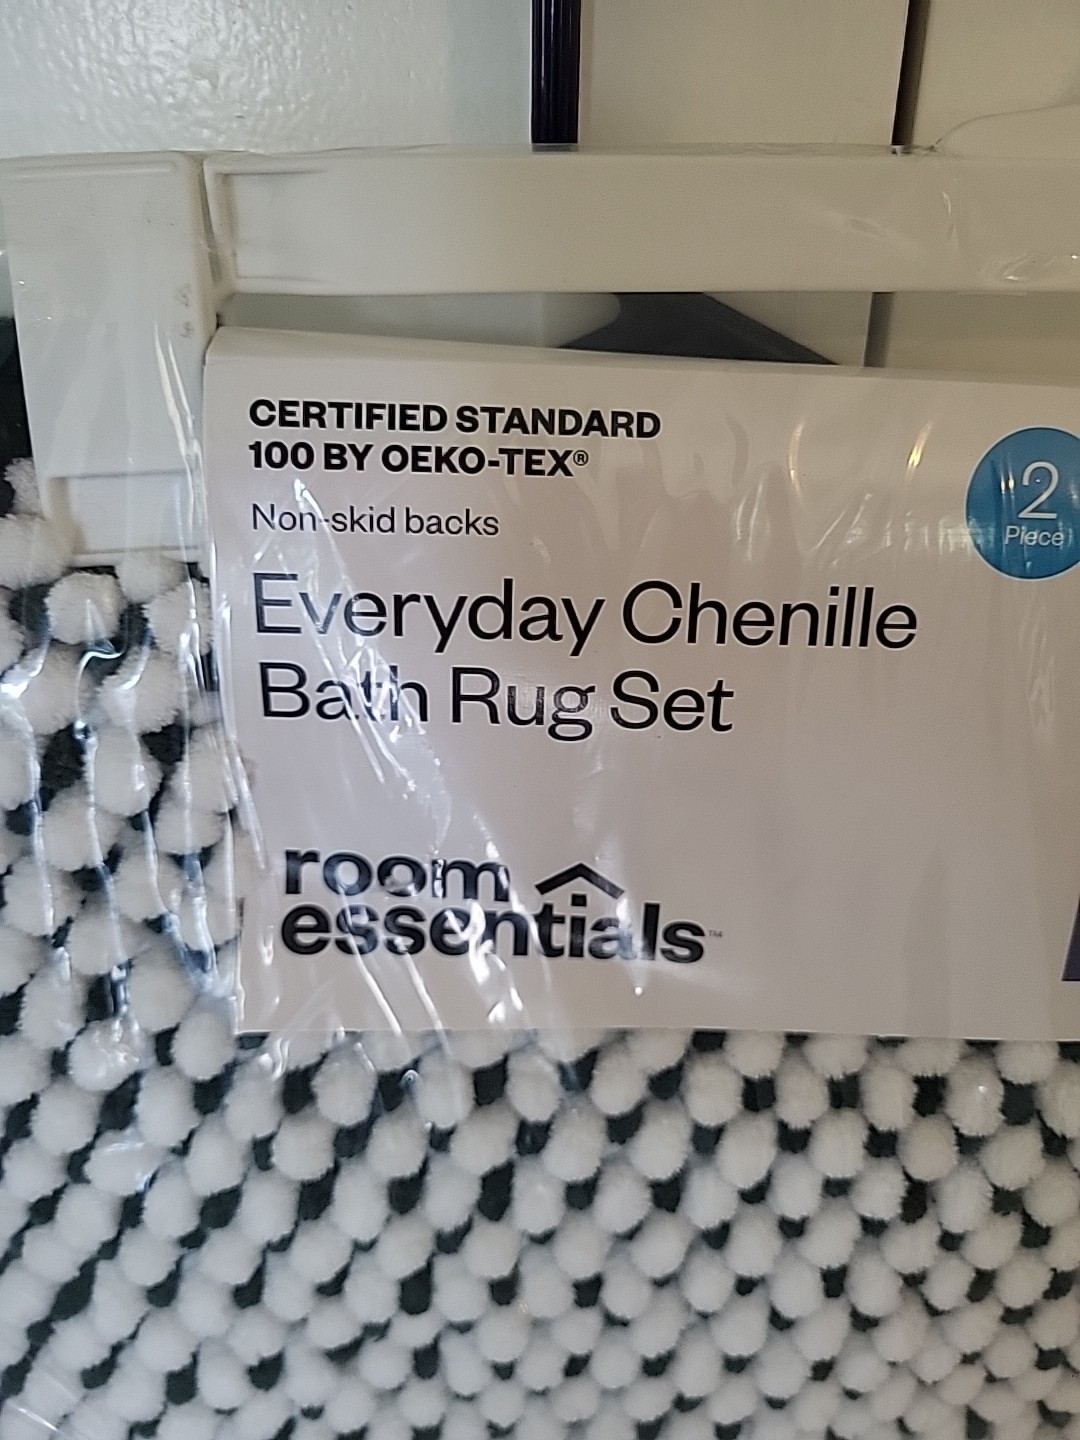 CERTIFIED STANDARD
100 BY OEKO-TEX®
Non-skid backs
2
Piece
Everyday Chenille
Bath Rug Set
room
essentials™